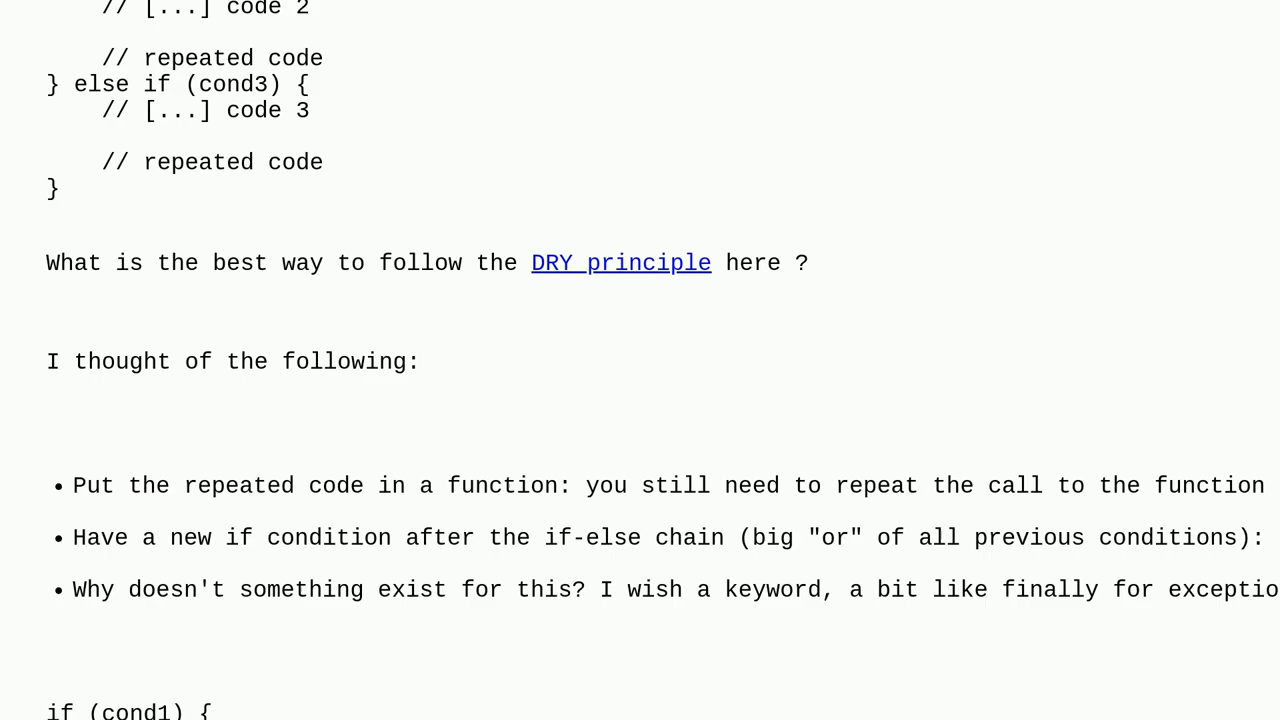 // [...] code 2
// repeated code
} else if (cond3) {
// [...] code 3
// repeated code
}
What is the best way to follow the DRY principle here ?
I thought of the following:
• Put the repeated code in a function: you still need to repeat the call to the function
• Have a new if condition after the if-else chain (big "or" of all previous conditions):
• Why doesn't something exist for this? I wish a keyword, a bit like finally for exceptio
if (cond1) {